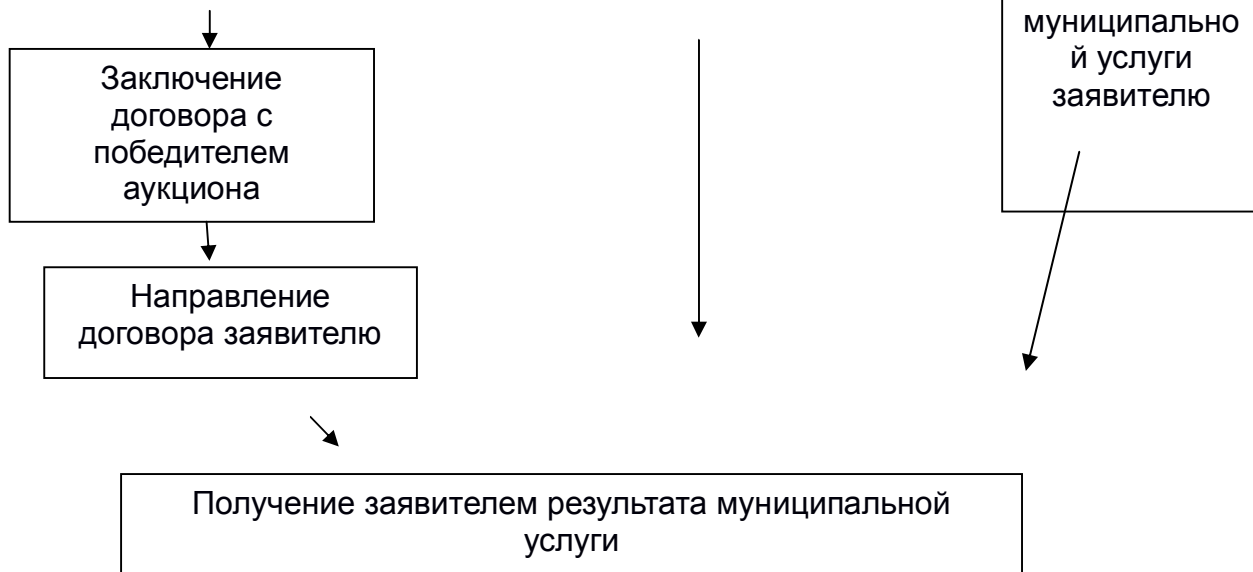 муниципально
й услуги
заявителю
Заключение
договора с
победителем
аукциона
Направление
договора заявителю
Получение заявителем результата муниципальной
услуги